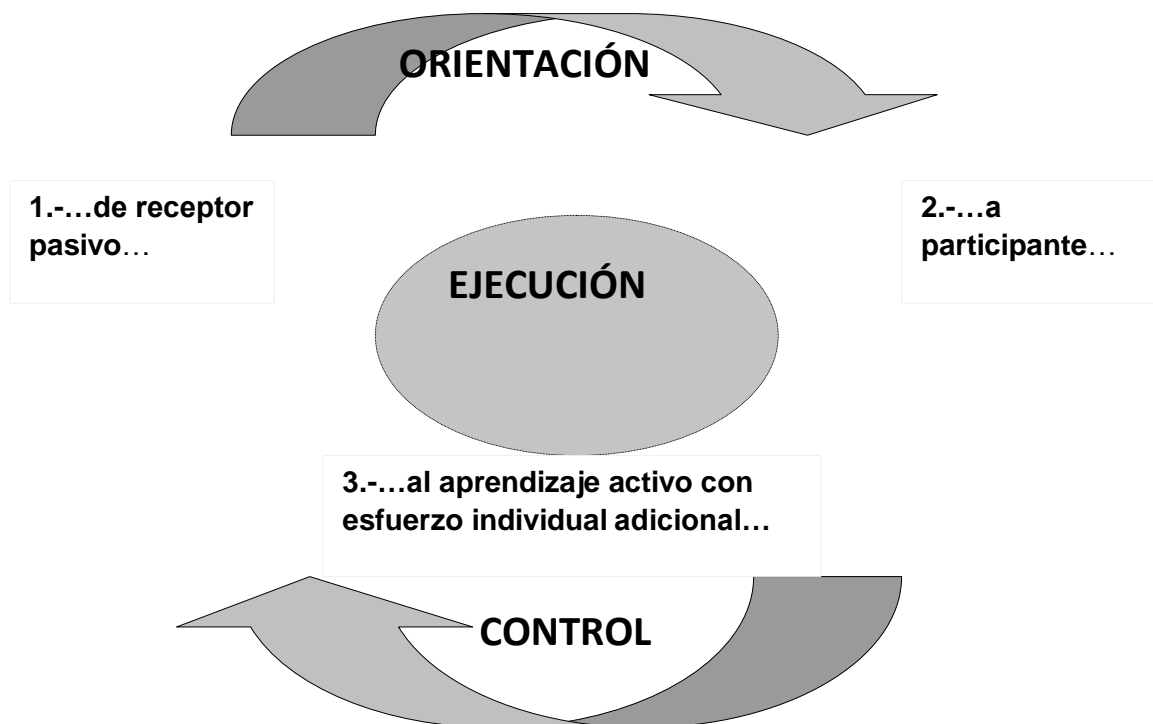 ORIENTACIÓN
1.-…de receptor
pasivo…
2.-…a
participante…
EJECUCIÓN
3.-…al aprendizaje activo con
esfuerzo individual adicional…
CONTROL